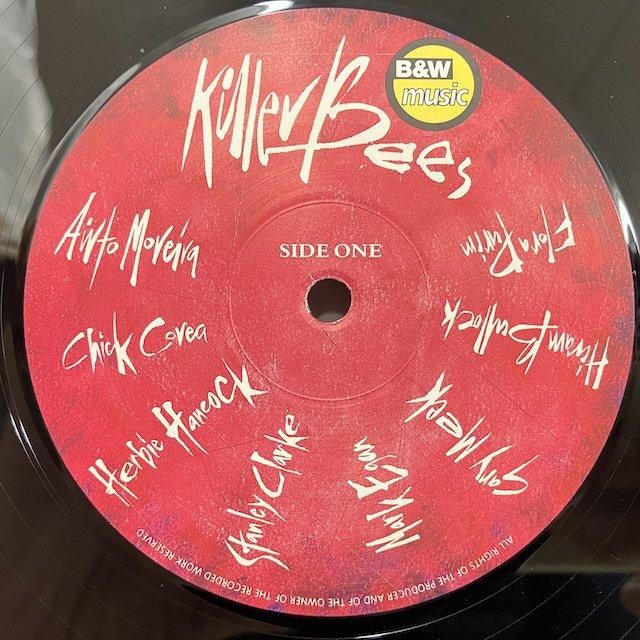 Killer Bees
B&W
music
SIDE ONE
Airto Moreira
Chick Corea
Herbie Hancock
Stanley Clarke
Mark Egan
Gary Meek
Hiram Bullock
Flora Purim
ALL RIGHTS OF THE PRODUCER AND OF THE OWNER OF THE RECORDED WORK RESERVED